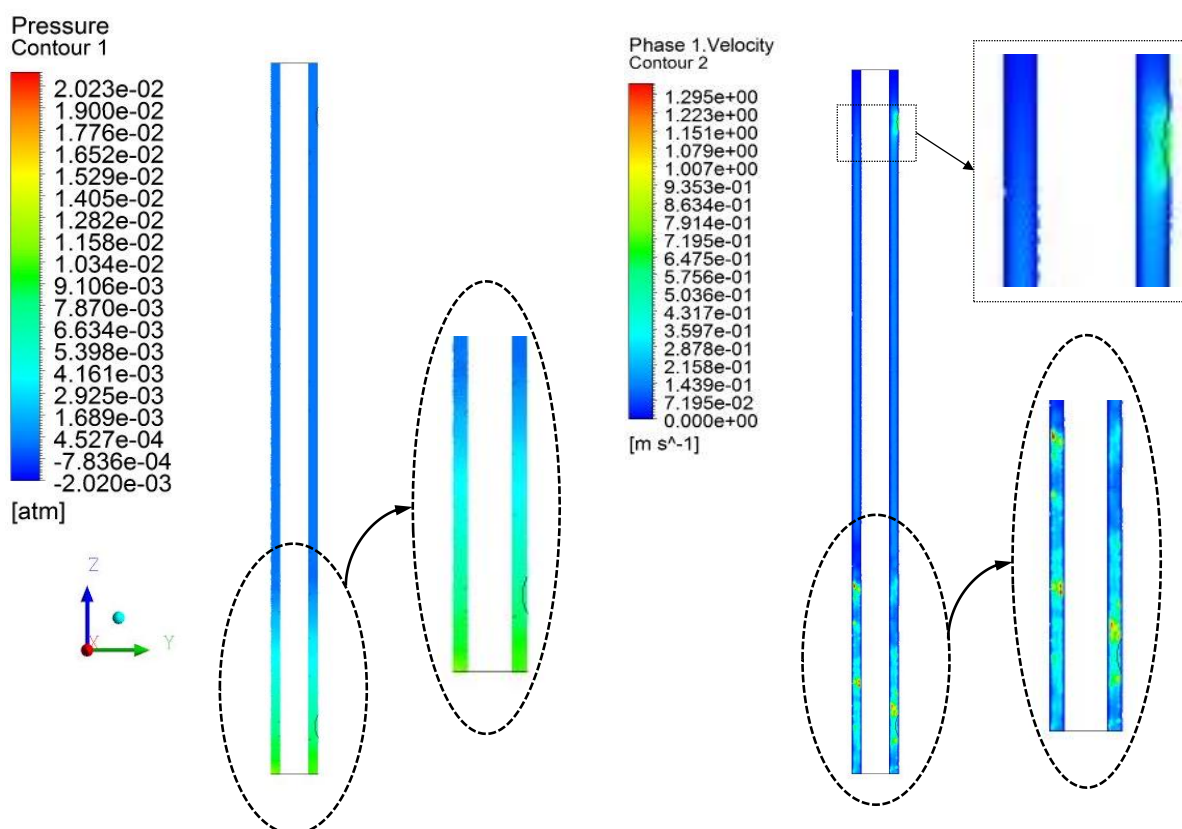 Pressure
Contour 1
2.023e-02
1.900e-02
1.776e-02
1.652e-02
1.529e-02
1.405e-02
1.282e-02
1.158e-02
1.034e-02
9.106e-03
7.870e-03
6.634e-03
5.398e-03
4.161e-03
2.925e-03
1.689e-03
4.527e-04
-7.836e-04
-2.020e-03
[atm]
Z
X
Y
Phase 1.Velocity
Contour 2
1.295e+00
1.223e+00
1.151e+00
1.079e+00
1.007e+00
9.353e-01
8.634e-01
7.914e-01
7.195e-01
6.475e-01
5.756e-01
5.036e-01
4.317e-01
3.597e-01
2.878e-01
2.158e-01
1.439e-01
7.195e-02
0.000e+00
[m s^-1]